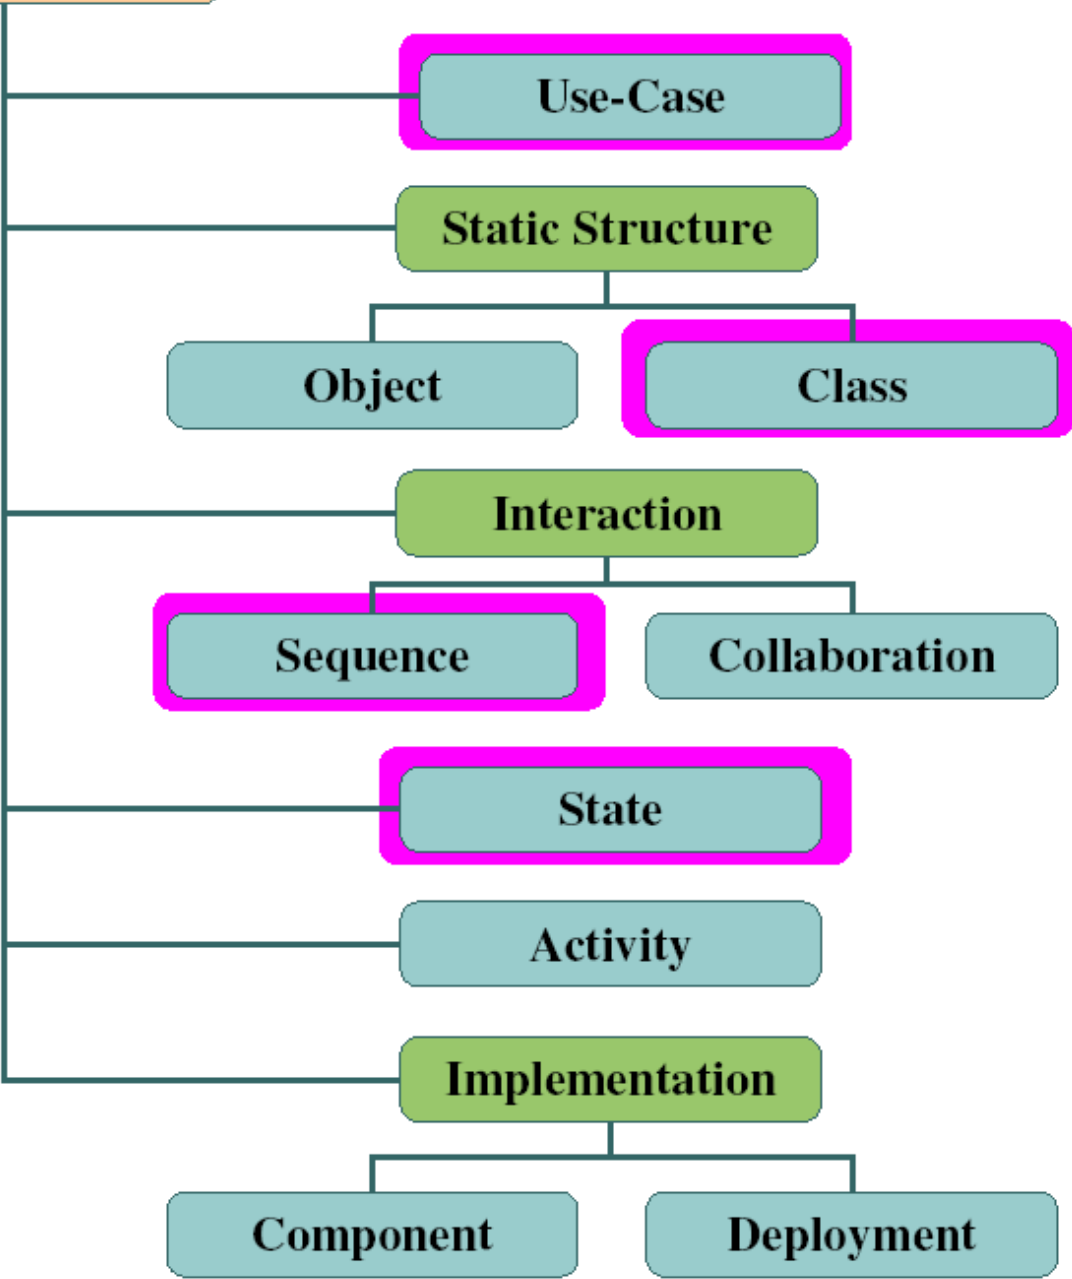 Use-Case
Static Structure
Object
Class
Interaction
Sequence
Collaboration
State
Activity
Implementation
Component
Deployment